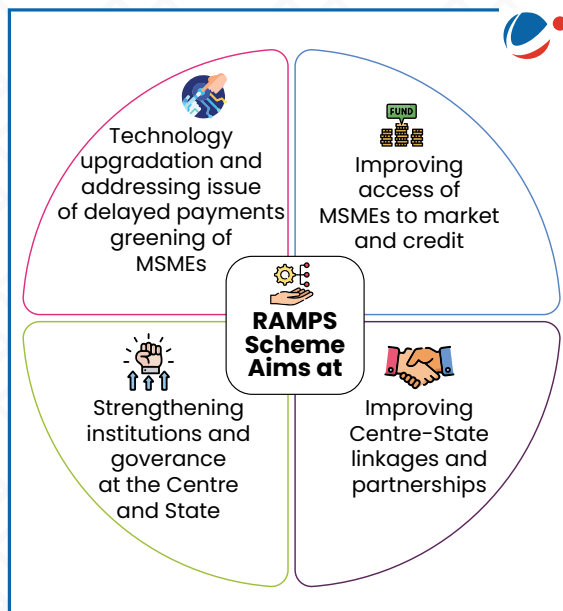 Technology
upgradation and
addressing issue
of delayed payments
greening of
MSMEs
FUND
Improving
access of
MSMEs to market
and credit
RAMPS
Scheme
Aims at
Strengthening
institutions and
goverance
at the Centre
and State
Improving
Centre-State
linkages and
partnerships